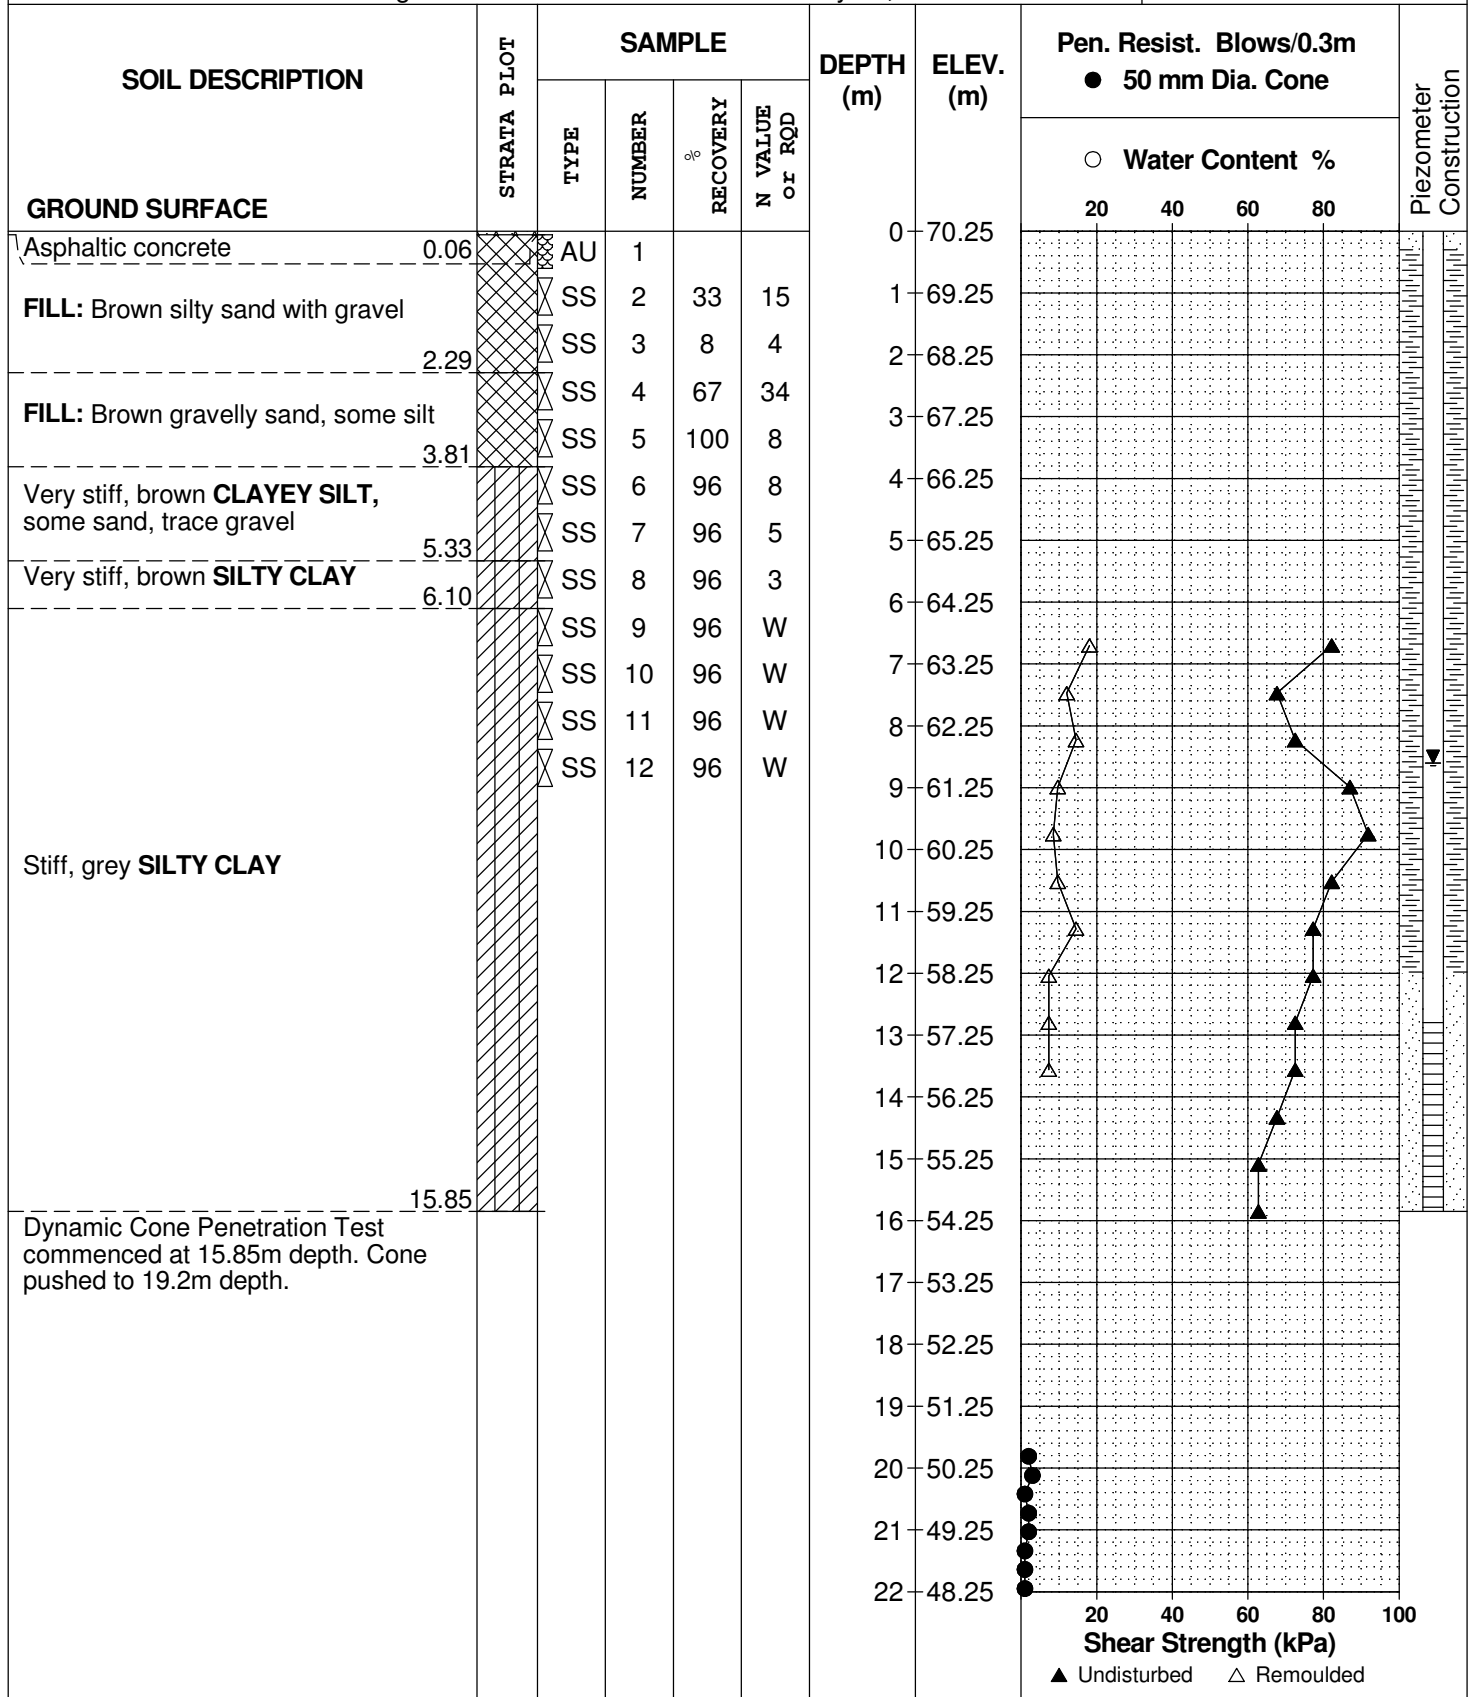 SOIL DESCRIPTION
GROUND SURFACE
STRATA PLOT
SAMPLE
TYPE
NUMBER
% RECOVERY
N VALUE or RQD
DEPTH (m)
ELEV. (m)
Pen. Resist. Blows/0.3m
● 50 mm Dia. Cone
○ Water Content %
20 40 60 80
Piezometer Construction
Asphaltic concrete 0.06
FILL: Brown silty sand with gravel
2.29
FILL: Brown gravelly sand, some silt
3.81
Very stiff, brown CLAYEY SILT,
some sand, trace gravel
5.33
Very stiff, brown SILTY CLAY
6.10
Stiff, grey SILTY CLAY
15.85
Dynamic Cone Penetration Test
commenced at 15.85m depth. Cone
pushed to 19.2m depth.
AU 1
SS 2 33 15
SS 3 8 4
SS 4 67 34
SS 5 100 8
SS 6 96 8
SS 7 96 5
SS 8 96 3
SS 9 96 W
SS 10 96 W
SS 11 96 W
SS 12 96 W
0 70.25
1 69.25
2 68.25
3 67.25
4 66.25
5 65.25
6 64.25
7 63.25
8 62.25
9 61.25
10 60.25
11 59.25
12 58.25
13 57.25
14 56.25
15 55.25
16 54.25
17 53.25
18 52.25
19 51.25
20 50.25
21 49.25
22 48.25
20 40 60 80 100
Shear Strength (kPa)
▲ Undisturbed △ Remoulded